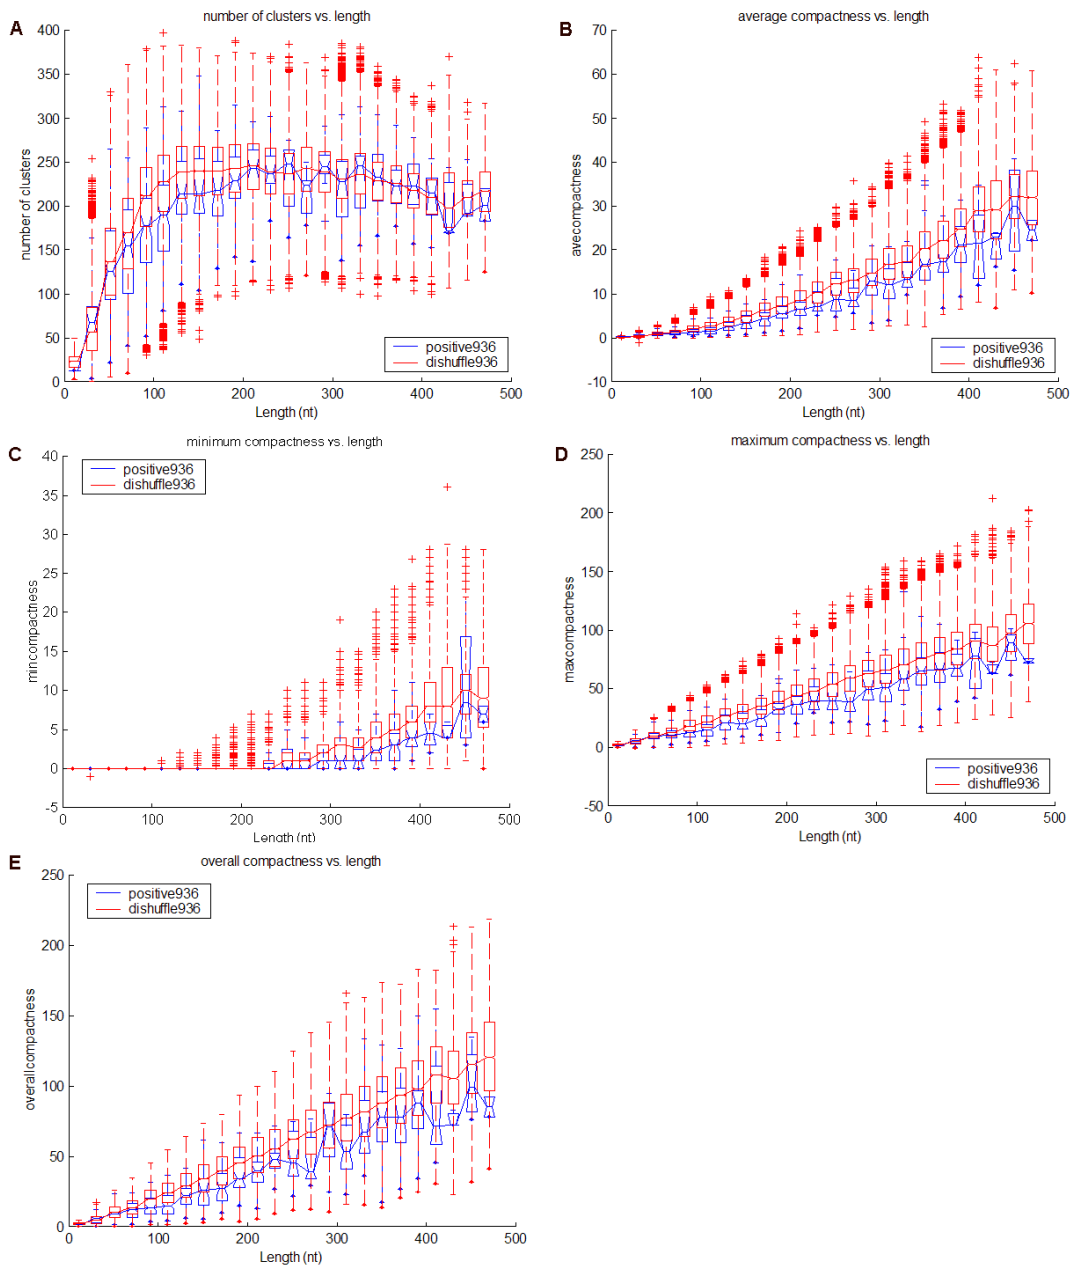 A
number of clusters vs. length
400
350
300
250
200
150
100
50
0
number of clusters
0
100
200
300
400
500
Length (nt)
positive936
dishuffle936
B
average compactness vs. length
70
60
50
40
30
20
10
0
-10
avecompactness
0
100
200
300
400
500
Length (nt)
positive936
dishuffle936
C
minimum compactness vs. length
40
35
30
25
20
15
10
5
0
-5
mincompactness
0
100
200
300
400
500
Length (nt)
positive936
dishuffle936
D
maximum compactness vs. length
250
200
150
100
50
0
-50
maxcompactness
0
100
200
300
400
500
Length (nt)
positive936
dishuffle936
E
overall compactness vs. length
250
200
150
100
50
0
overallcompactness
0
100
200
300
400
500
Length (nt)
positive936
dishuffle936